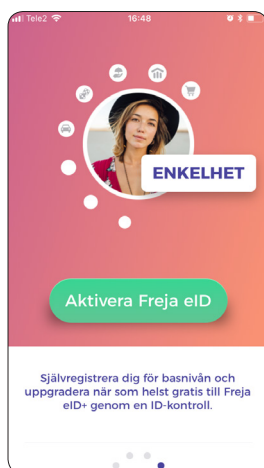 Tele2
16:48
ENKELHET
Aktivera Freja eID
Självregistrera dig för basnivån och
uppgradera när som helst gratis till Freja
eID+ genom en ID-kontroll.